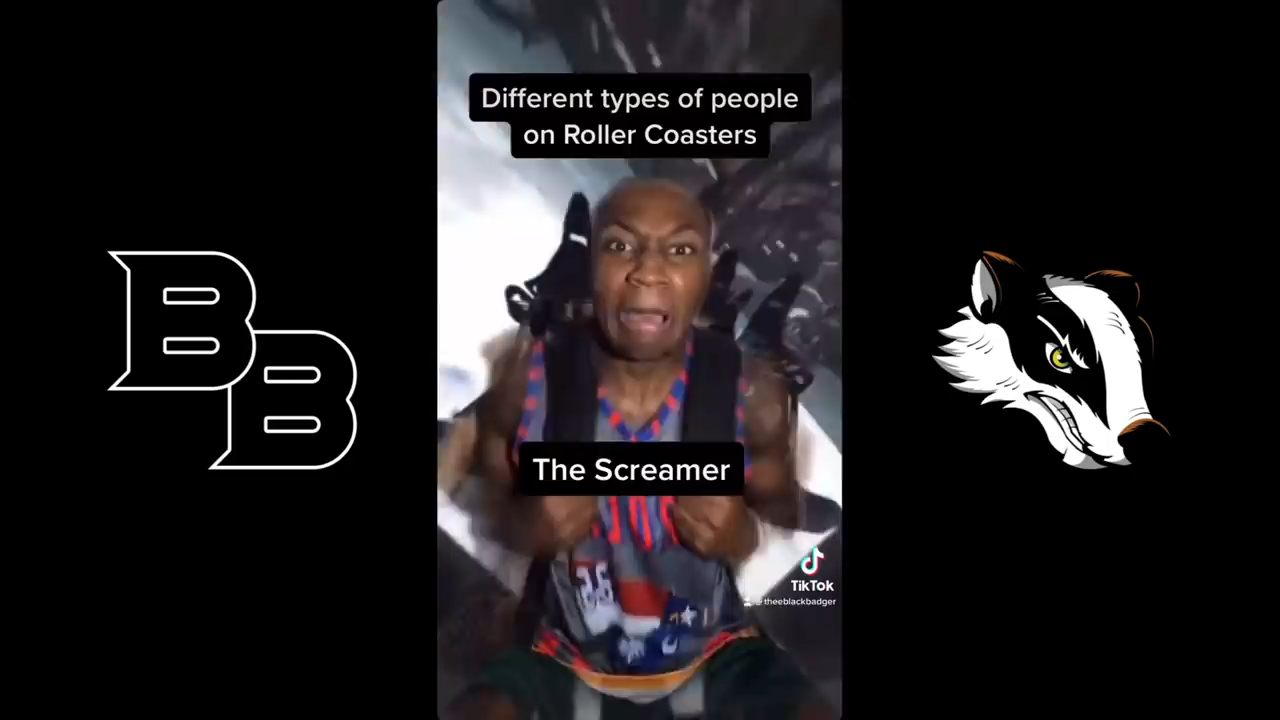 Different types of people
on Roller Coasters
BB
The Screamer
TikTok
@theeblackbadger